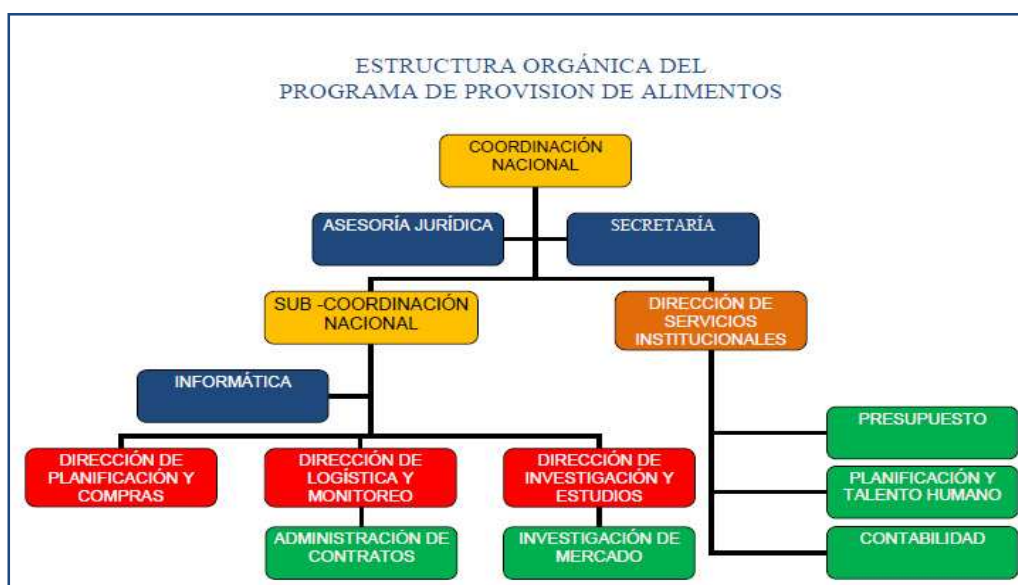 ESTRUCTURA ORGÁNICA DEL
PROGRAMA DE PROVISION DE ALIMENTOS
COORDINACIÓN
NACIONAL
ASESORÍA JURÍDICA
SECRETARÍA
SUB -COORDINACIÓN
NACIONAL
DIRECCIÓN DE
SERVICIOS
INSTITUCIONALES
INFORMÁTICA
PRESUPUESTO
DIRECCIÓN DE
PLANIFICACIÓN Y
COMPRAS
DIRECCIÓN DE
LOGÍSTICA Y
MONITOREO
DIRECCIÓN DE
INVESTIGACIÓN Y
ESTUDIOS
PLANIFICACIÓN Y
TALENTO HUMANO
ADMINISTRACIÓN DE
CONTRATOS
INVESTIGACIÓN DE
MERCADO
CONTABILIDAD